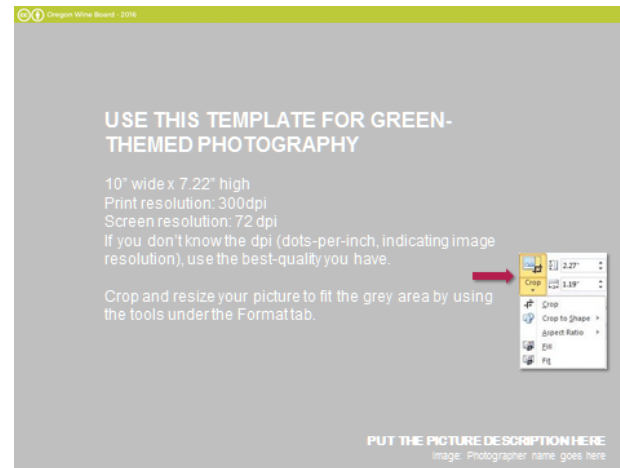 Oregon Wine Board - 2016
USE THIS TEMPLATE FOR GREEN-
THEMED PHOTOGRAPHY
10" wide x 7.22" high
Print resolution: 300dpi
Screen resolution: 72 dpi
If you don't know the dpi (dots-per-inch, indicating image
resolution), use the best-quality you have.
Crop and resize your picture to fit the grey area by using
the tools under the Format tab.
2.27"
Crop 1.19"
Crop
Crop to Shape
Aspect Ratio
Fill
Fit
PUT THE PICTURE DESCRIPTION HERE
Image: Photographer name goes here